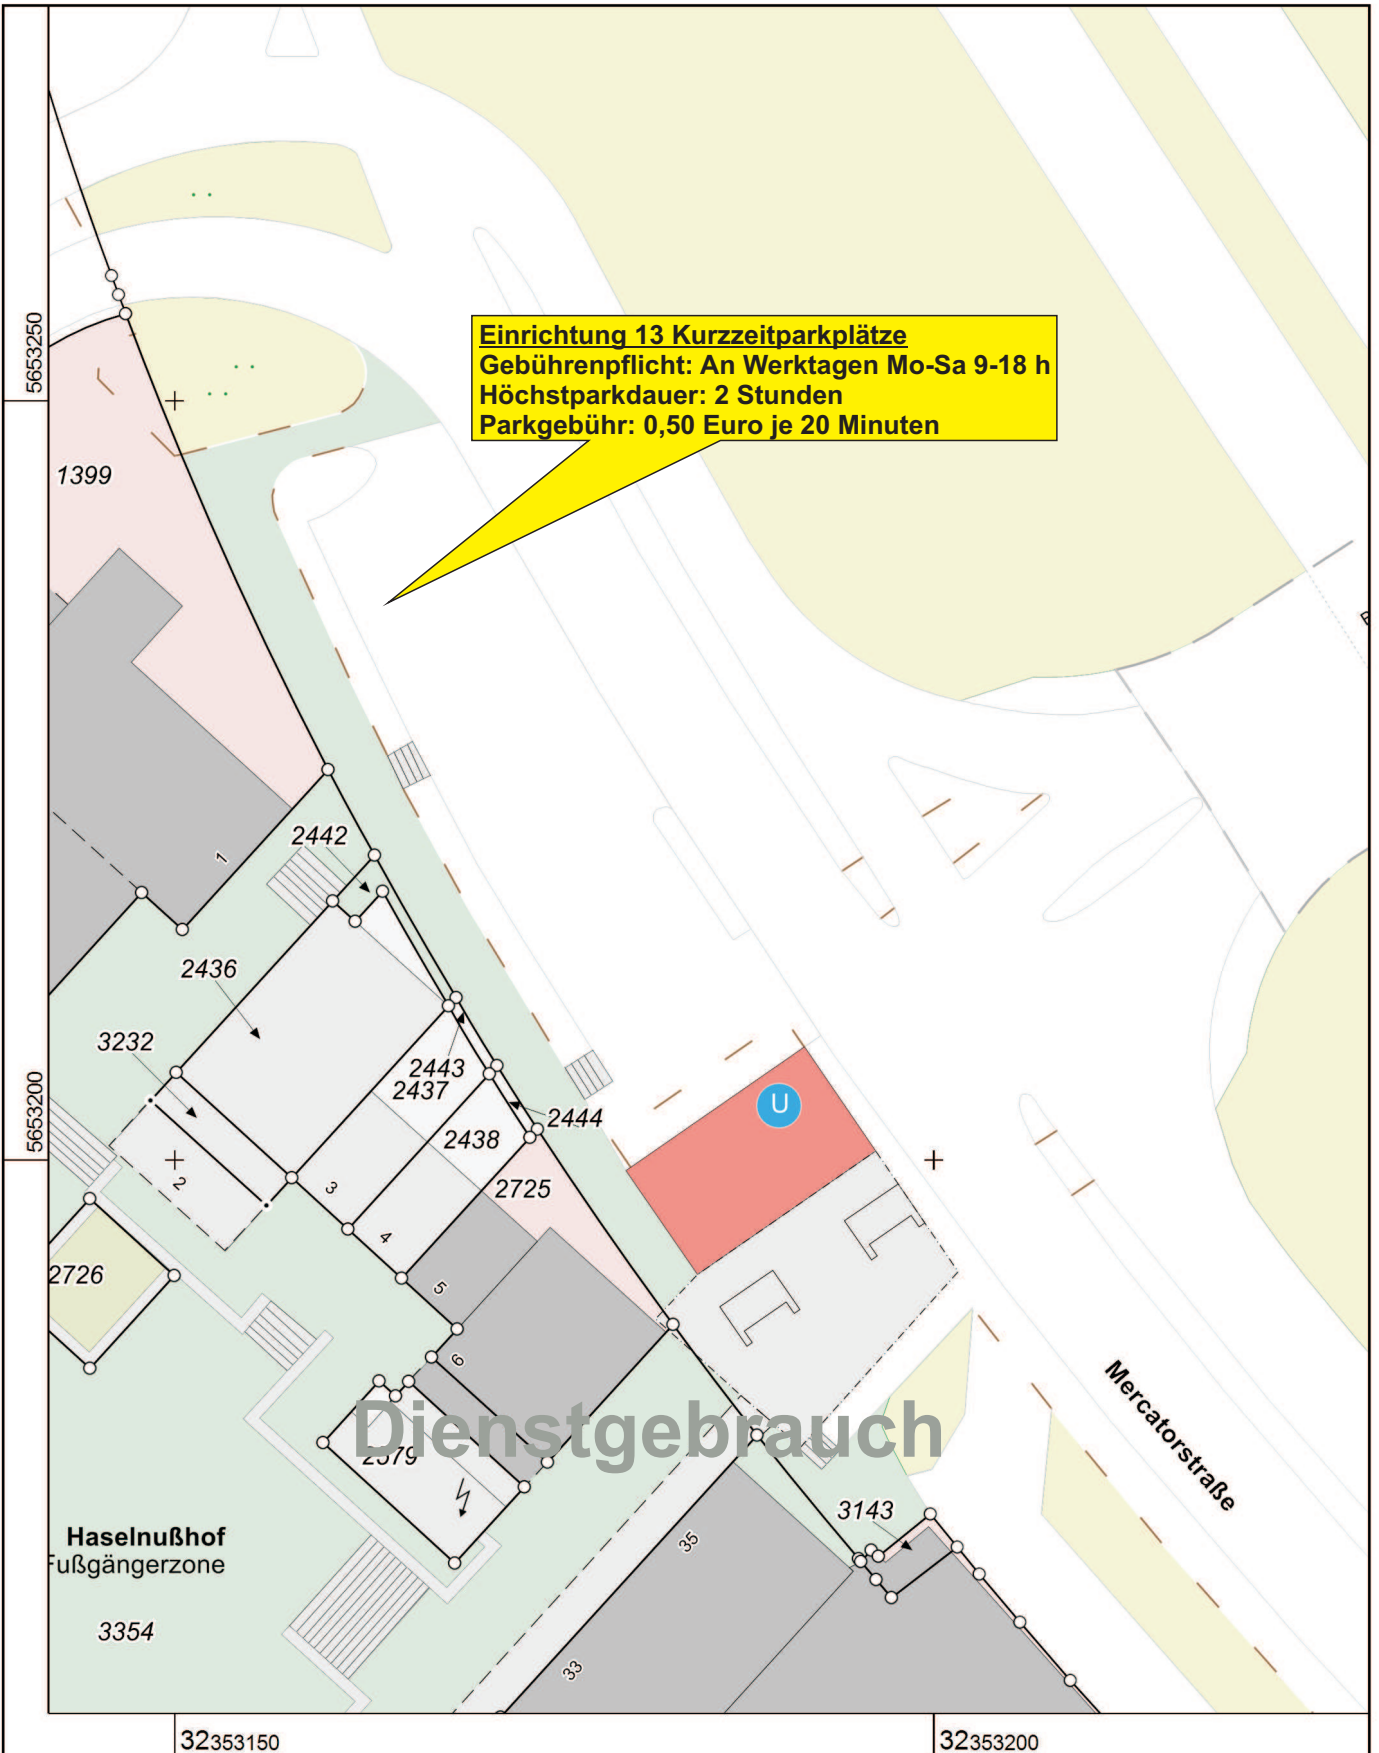 5653250
Einrichtung 13 Kurzzeitparkplätze
Gebührenpflicht: An Werktagen Mo-Sa 9-18 h
Höchstparkdauer: 2 Stunden
Parkgebühr: 0,50 Euro je 20 Minuten
1399
1
2442
2436
3232
2443
2437
2444
2438
5653200
U
2
3
2725
4
2726
5
6
Mercatorstraße
Dienstgebrauch
2579
3143
35
Haselnußhof
Fußgängerzone
3354
33
32353150
32353200